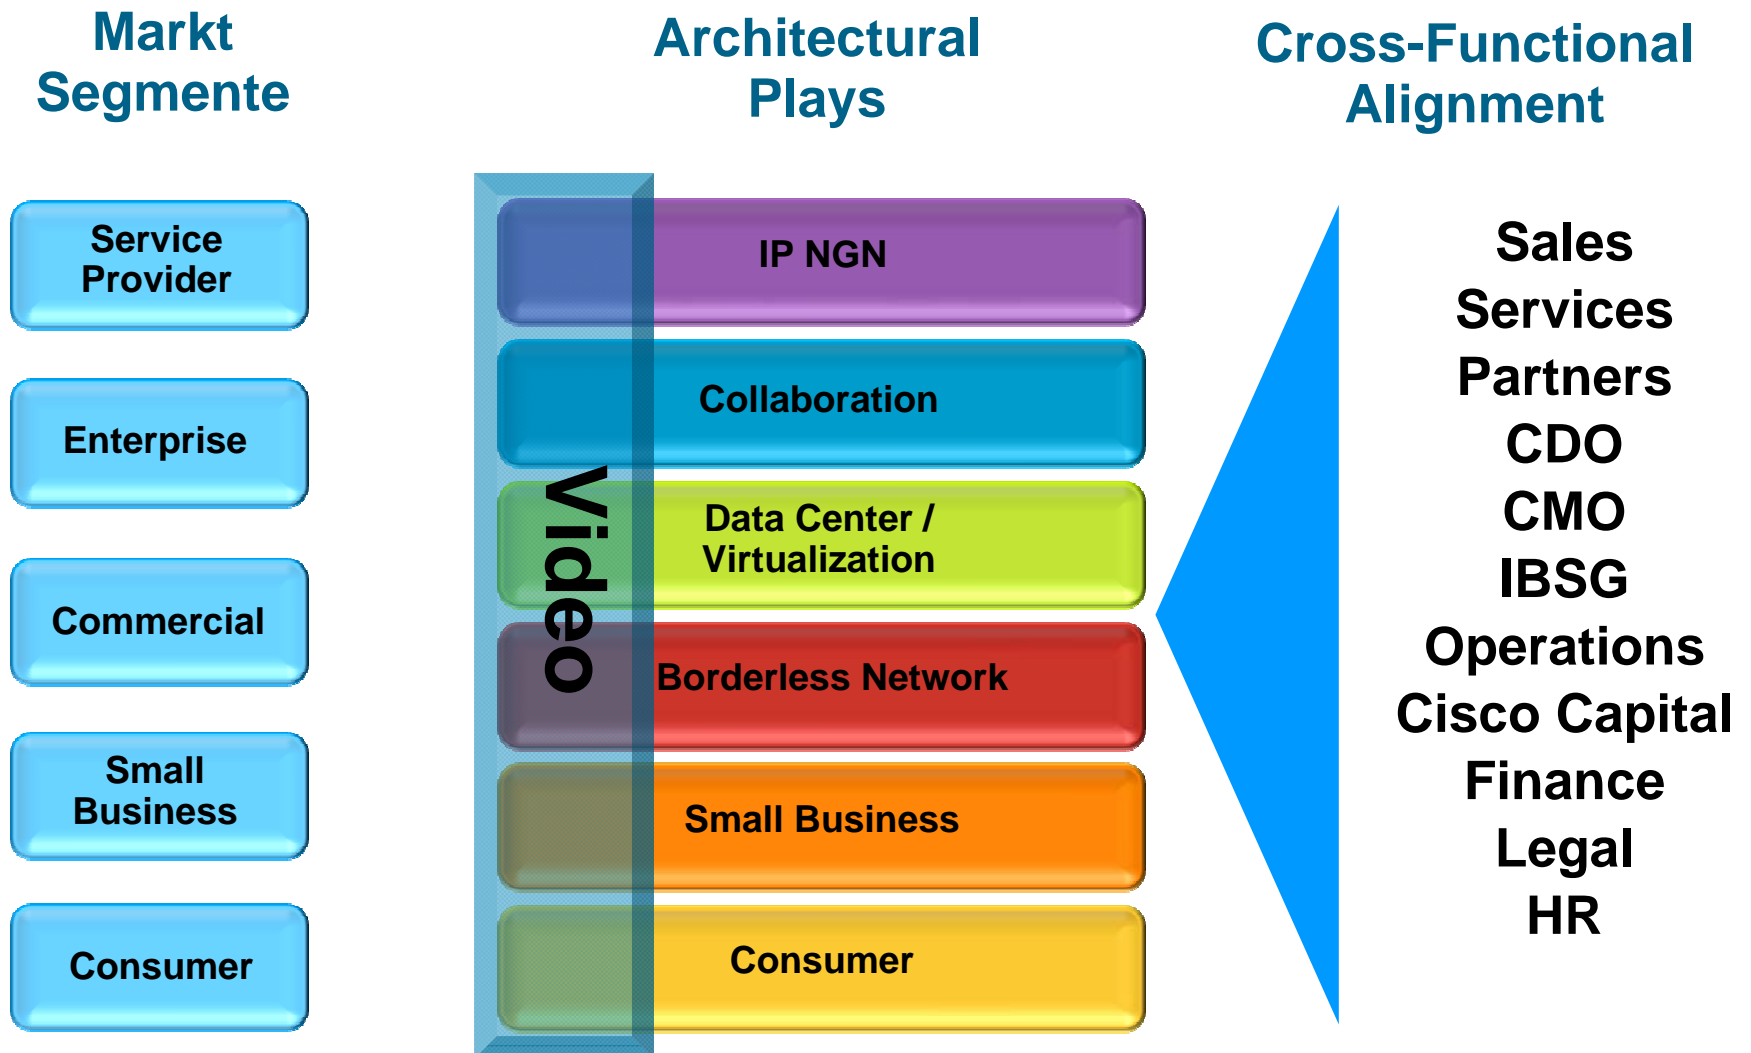 Markt
Segmente
Architectural
Plays
Cross-Functional
Alignment
Service
Provider
Enterprise
Commercial
Small
Business
Consumer
Video
IP NGN
Collaboration
Data Center /
Virtualization
Borderless Network
Small Business
Consumer
Sales
Services
Partners
CDO
CMO
IBSG
Operations
Cisco Capital
Finance
Legal
HR